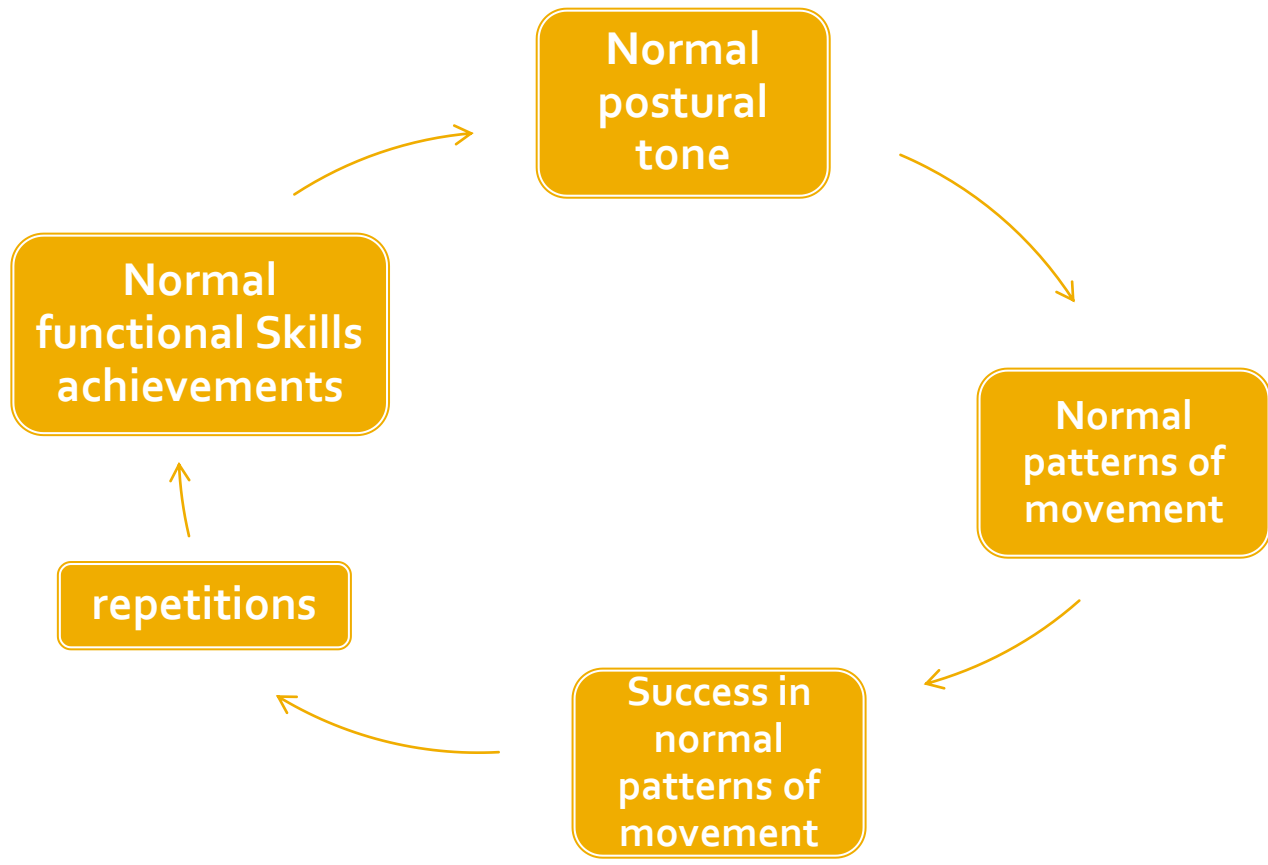 Normal
postural
tone
Normal
patterns of
movement
Success in
normal
patterns of
movement
repetitions
Normal
functional Skills
achievements